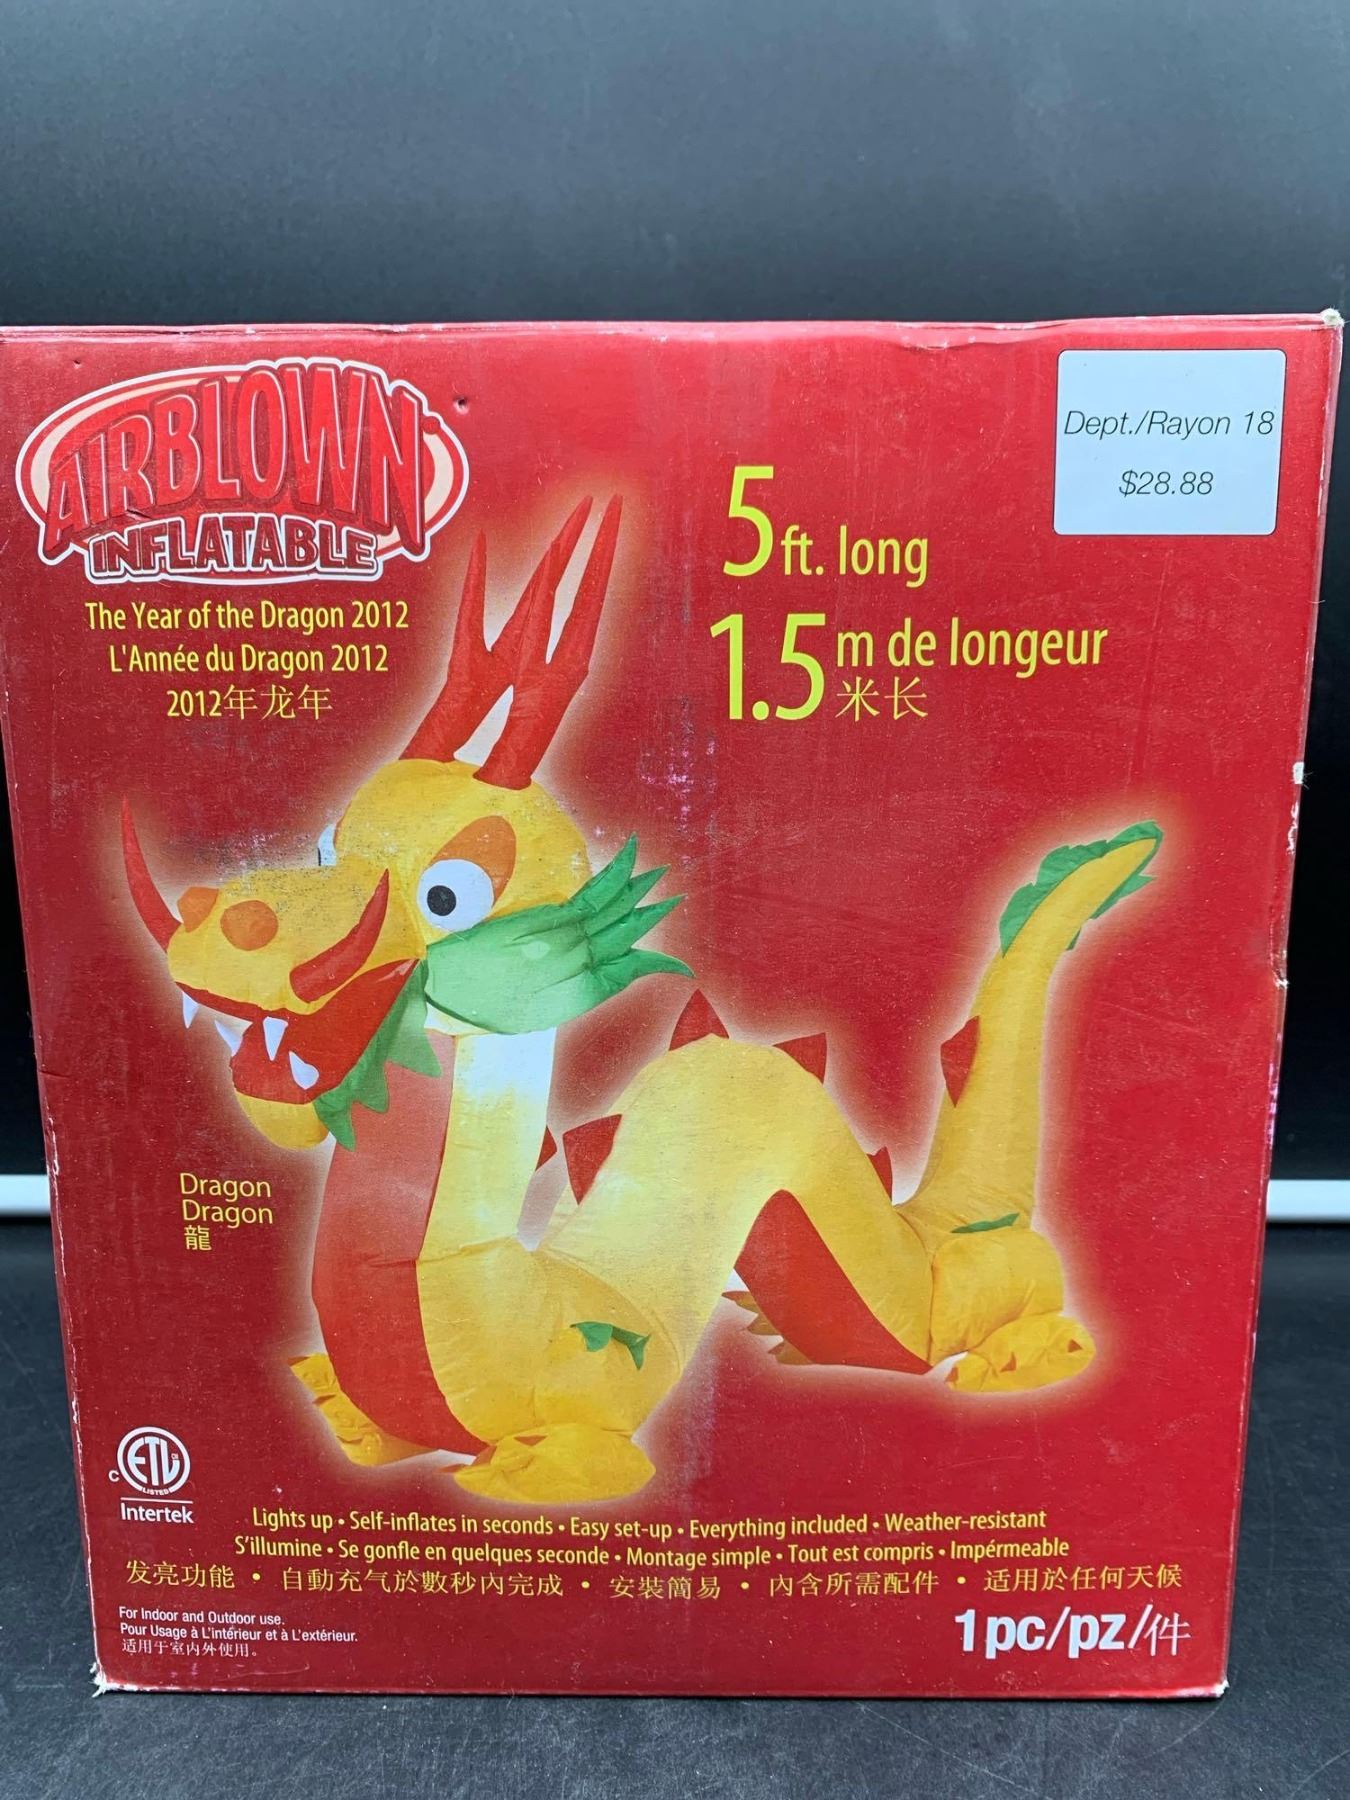 AIRBLOWN
INFLATABLE
The Year of the Dragon 2012
L'Année du Dragon 2012
2012年龙年
Dept./Rayon 18
$28.88
5ft. long
1.5m de longeur
米长
Dragon
Dragon
龍
C ETL CM
LISTED
Intertek
Lights up • Self-inflates in seconds • Easy set-up • Everything included • Weather-resistant
S'illumine • Se gonfle en quelques seconde • Montage simple • Tout est compris • Impérmeable
发亮功能 • 自動充气於數秒內完成 • 安裝簡易 • 內含所需配件 • 适用於任何天候
For Indoor and Outdoor use.
Pour Usage à L'intérieur et à L'extérieur.
适用于室内外使用。
1pc/pz/件